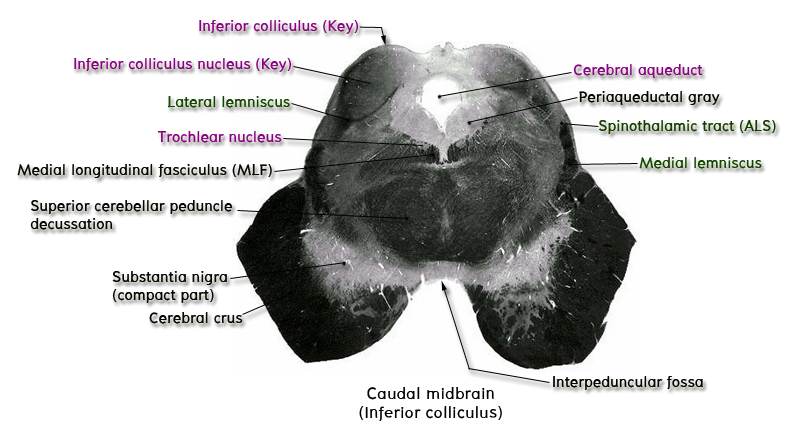 Inferior colliculus (Key)
Inferior colliculus nucleus (Key)
Cerebral aqueduct
Periaqueductal gray
Lateral lemniscus
Spinothalamic tract (ALS)
Trochlear nucleus
Medial lemniscus
Medial longitudinal fasciculus (MLF)
Superior cerebellar peduncle
decussation
Substantia nigra
(compact part)
Cerebral crus
Interpeduncular fossa
Caudal midbrain
(Inferior colliculus)